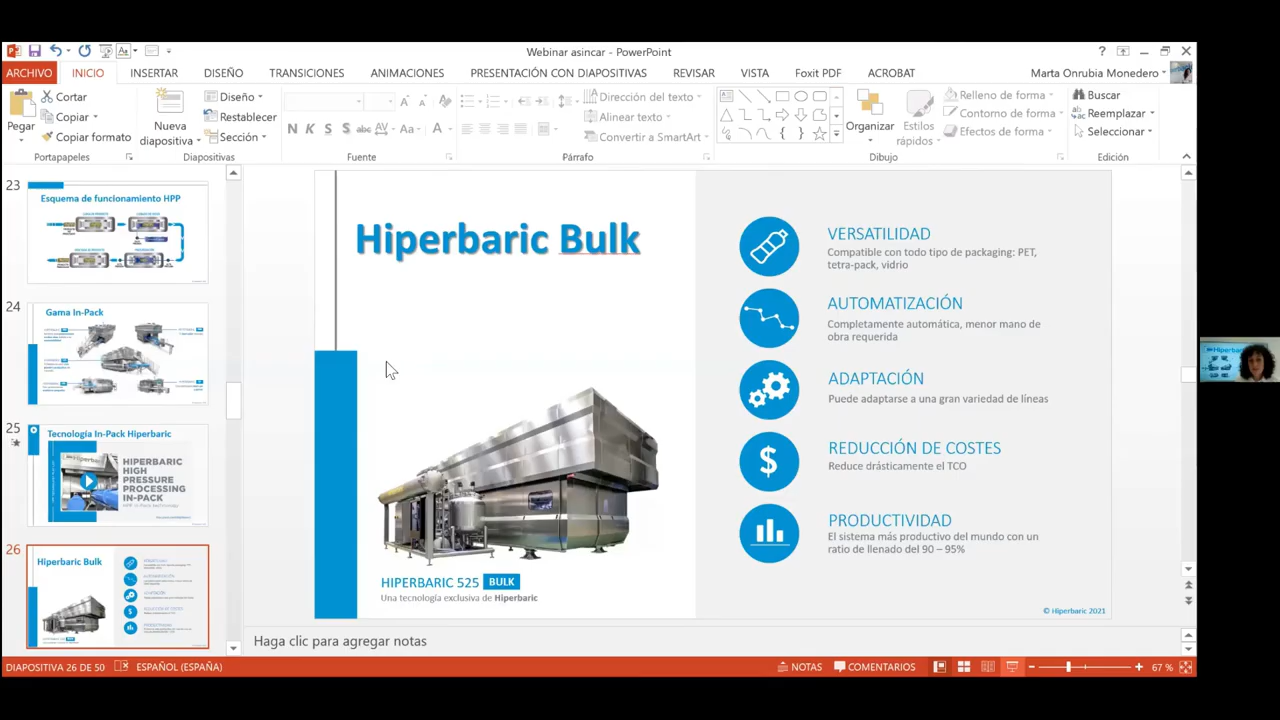 Webinar asincar - PowerPoint
ARCHIVO INICIO INSERTAR DISEÑO TRANSICIONES ANIMACIONES PRESENTACIÓN CON DIAPOSITIVAS REVISAR VISTA Foxit PDF ACROBAT Marta Onrubia Monedero
Pegar
Cortar
Copiar
Copiar formato
Portapapeles
Nueva
diapositiva
Diseño
Restablecer
Sección
Diapositivas
N K S S abc AV Aa A
Fuente
Dirección del texto
Alinear texto
Convertir a SmartArt
Párrafo
Organizar
Estilos
rápidos
Relleno de forma
Contorno de forma
Efectos de forma
Dibujo
Buscar
Reemplazar
Seleccionar
Edición
23
Esquema de funcionamiento HPP
24
Gama In-Pack
25
Tecnología In-Pack Hiperbaric
HIPERBARIC
HIGH
PRESSURE
PROCESSING
IN-PACK
26
Hiperbaric Bulk
Hiperbaric Bulk
HIPERBARIC 525 BULK
Una tecnología exclusiva de Hiperbaric
VERSATILIDAD
Compatible con todo tipo de packaging: PET,
tetra-pack, vidrio
AUTOMATIZACIÓN
Completamente automática, menor mano de
obra requerida
ADAPTACIÓN
Puede adaptarse a una gran variedad de líneas
REDUCCIÓN DE COSTES
Reduce drásticamente el TCO
PRODUCTIVIDAD
El sistema más productivo del mundo con un
ratio de llenado del 90 – 95%
© Hiperbaric 2021
Haga clic para agregar notas
DIAPOSITIVA 26 DE 50 ESPAÑOL (ESPAÑA) NOTAS COMENTARIOS 67 %